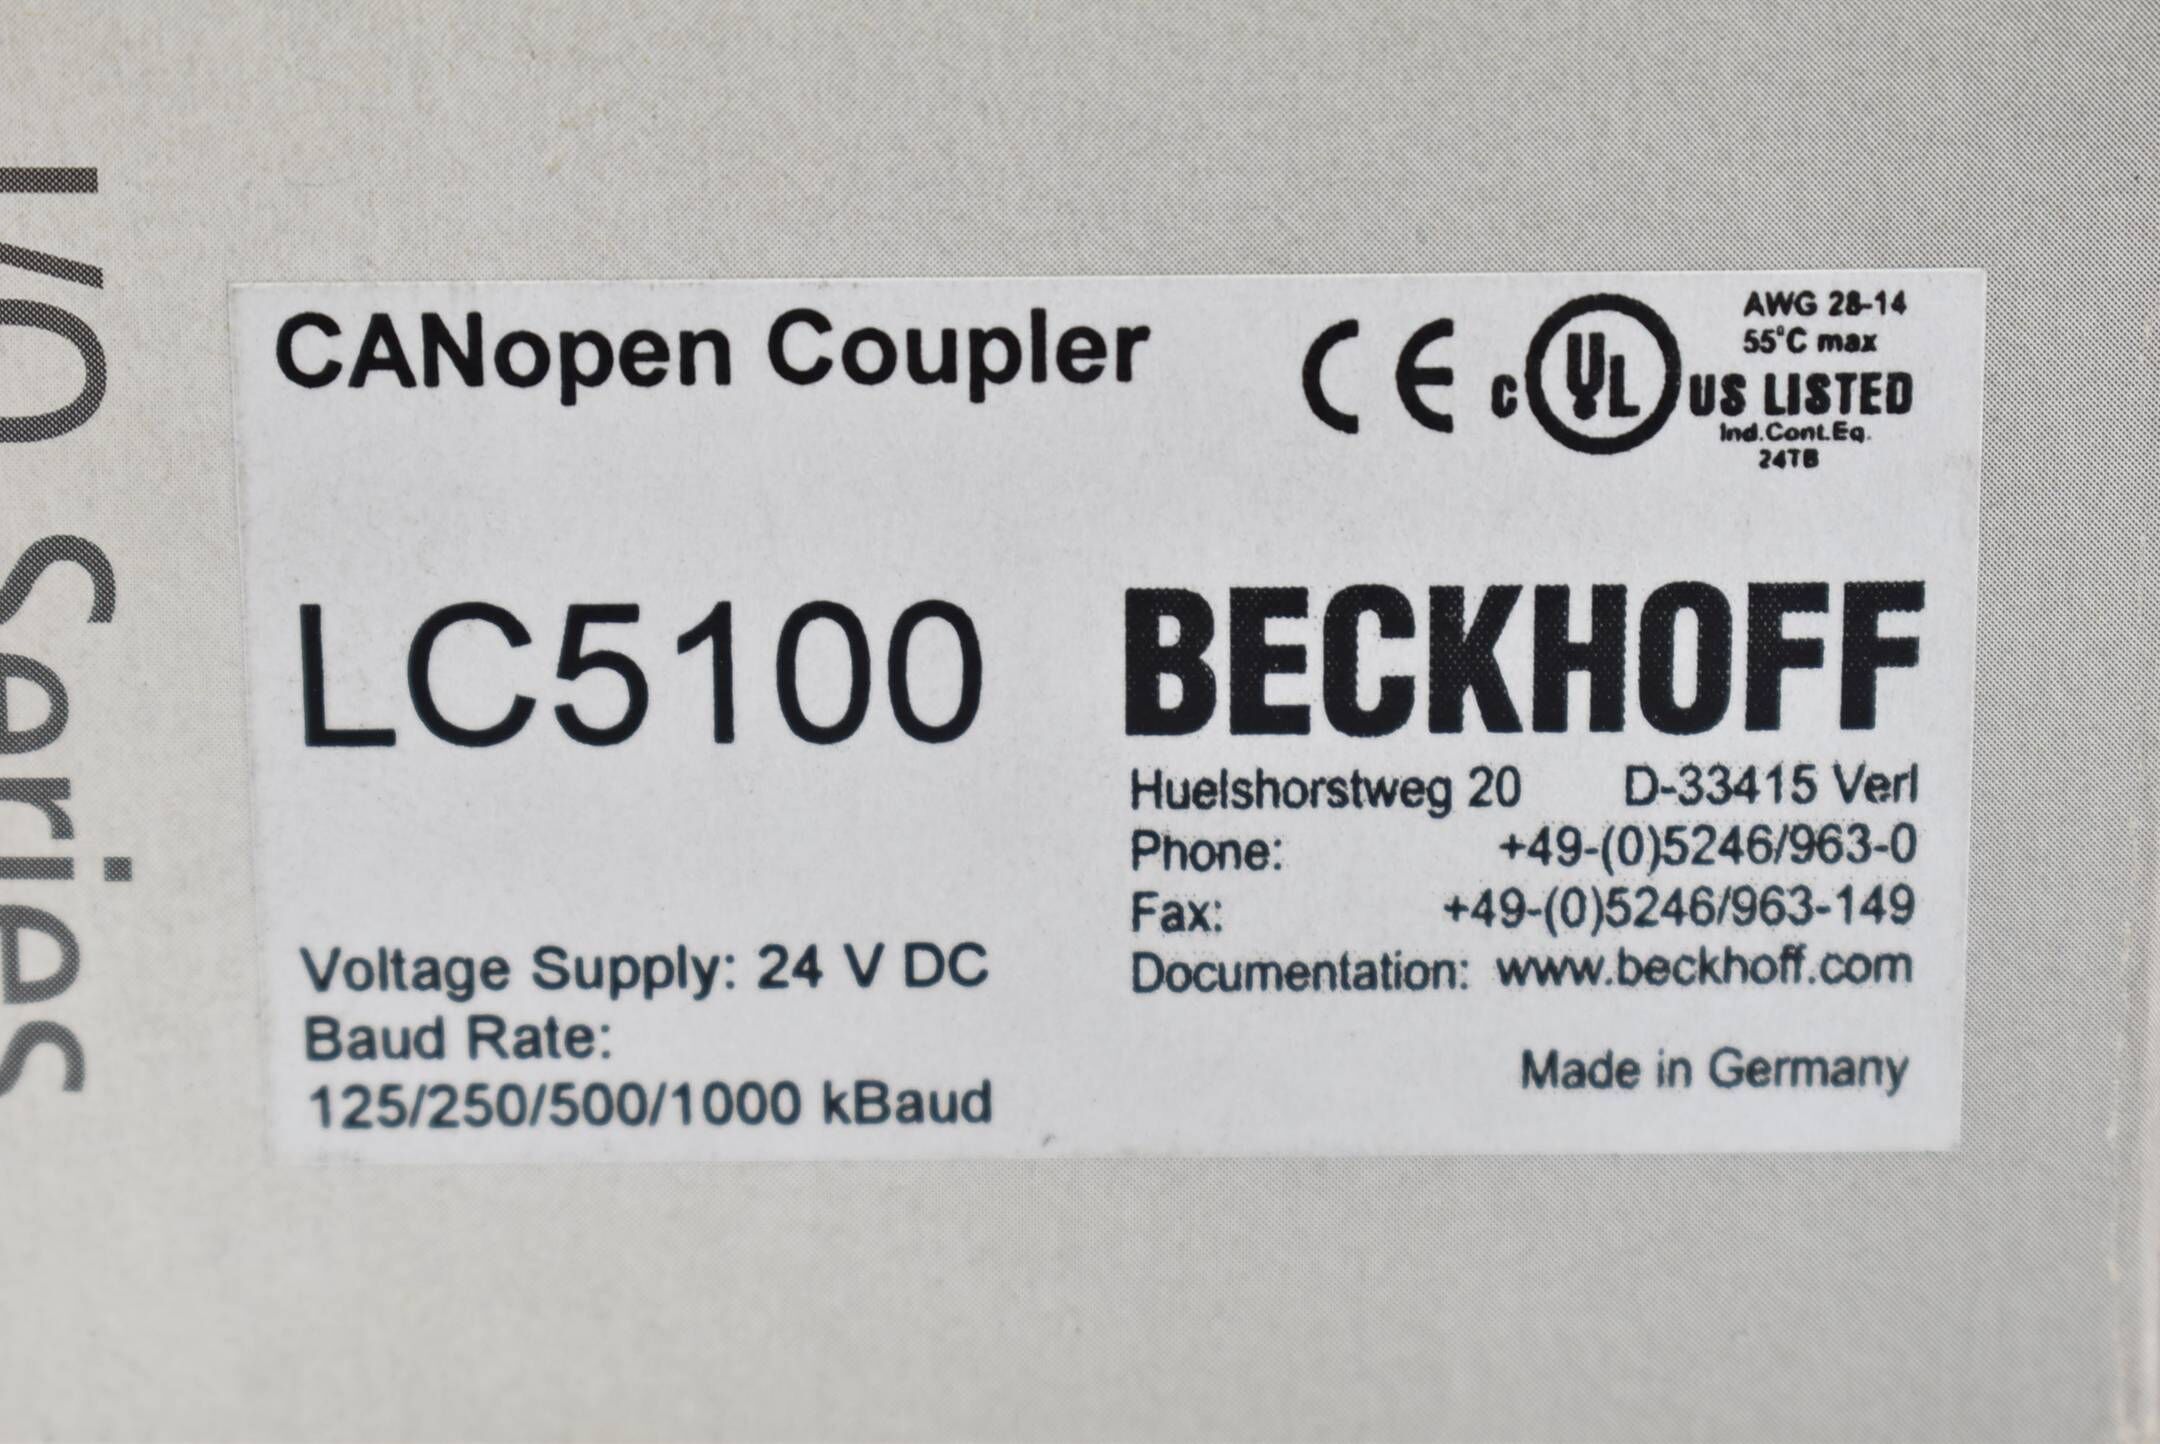 I/O Series
CANopen Coupler
CE
C UL US LISTED
AWG 28-14
55°C max
Ind.Cont.Eq.
24TB
LC5100
BECKHOFF
Huelshorstweg 20 D-33415 Verl
Phone: +49-(0)5246/963-0
Fax: +49-(0)5246/963-149
Documentation: www.beckhoff.com
Made in Germany
Voltage Supply: 24 V DC
Baud Rate:
125/250/500/1000 kBaud